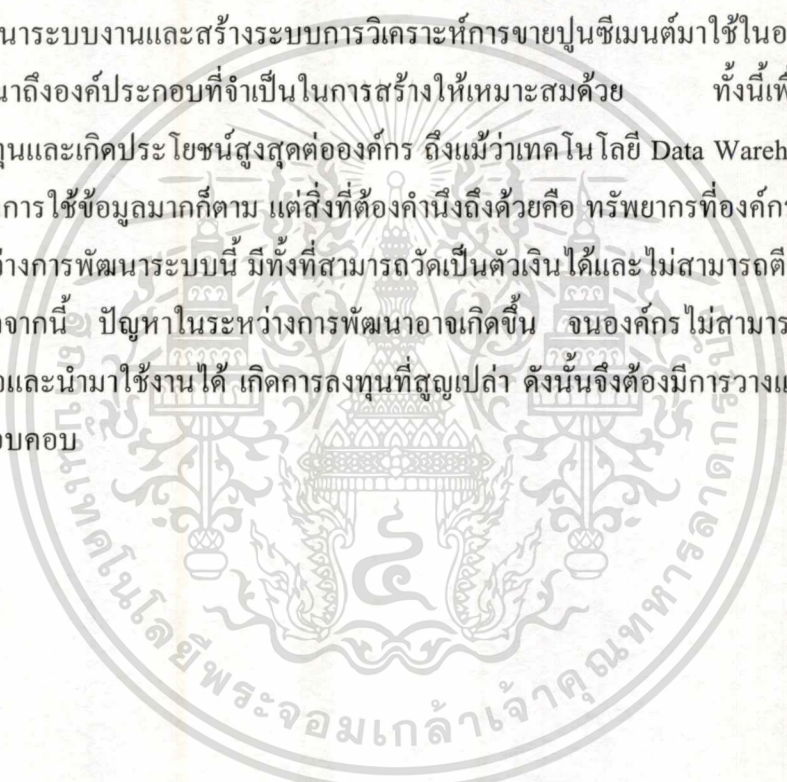 นาระบบงานและสร้างระบบการวิเคราะห์การขายปูนซีเมนต์มาใช้ในอ
นาถึงองค์ประกอบที่จำเป็นในการสร้างให้เหมาะสมด้วย ทั้งนี้เพื่
ทุนและเกิดประโยชน์สูงสุดต่อองค์กร ถึงแม้ว่าเทคโนโลยี Data Wareh
การใช้ข้อมูลมากก็ตาม แต่สิ่งที่ต้องคำนึงถึงด้วยคือ ทรัพยากรที่องค์กร
ว่างการพัฒนาระบบนี้ มีทั้งที่สามารถวัดเป็นตัวเงินได้และไม่สามารถตี
จากนี้ ปัญหาในระหว่างการพัฒนาอาจเกิดขึ้น จนองค์กรไม่สามาร
อและนำมาใช้งานได้ เกิดการลงทุนที่สูญเปล่า ดังนั้นจึงต้องมีการวางแ
อบคอบ
เทคโนโลยีพระจอมเกล้าเจ้าคุณทหารลาดกระ